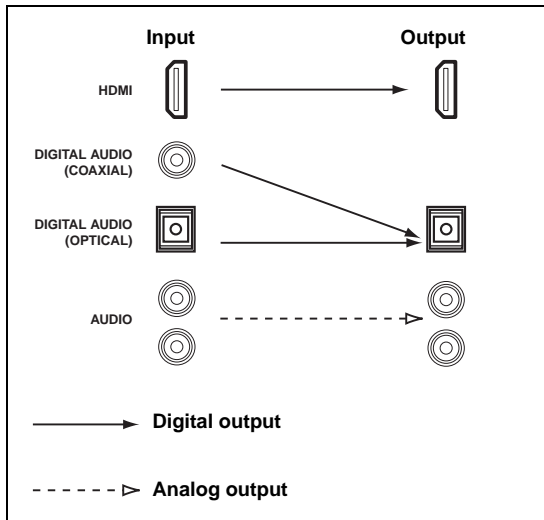 Input Output
HDMI
DIGITAL AUDIO
(COAXIAL)
DIGITAL AUDIO
(OPTICAL)
AUDIO
Digital output
Analog output